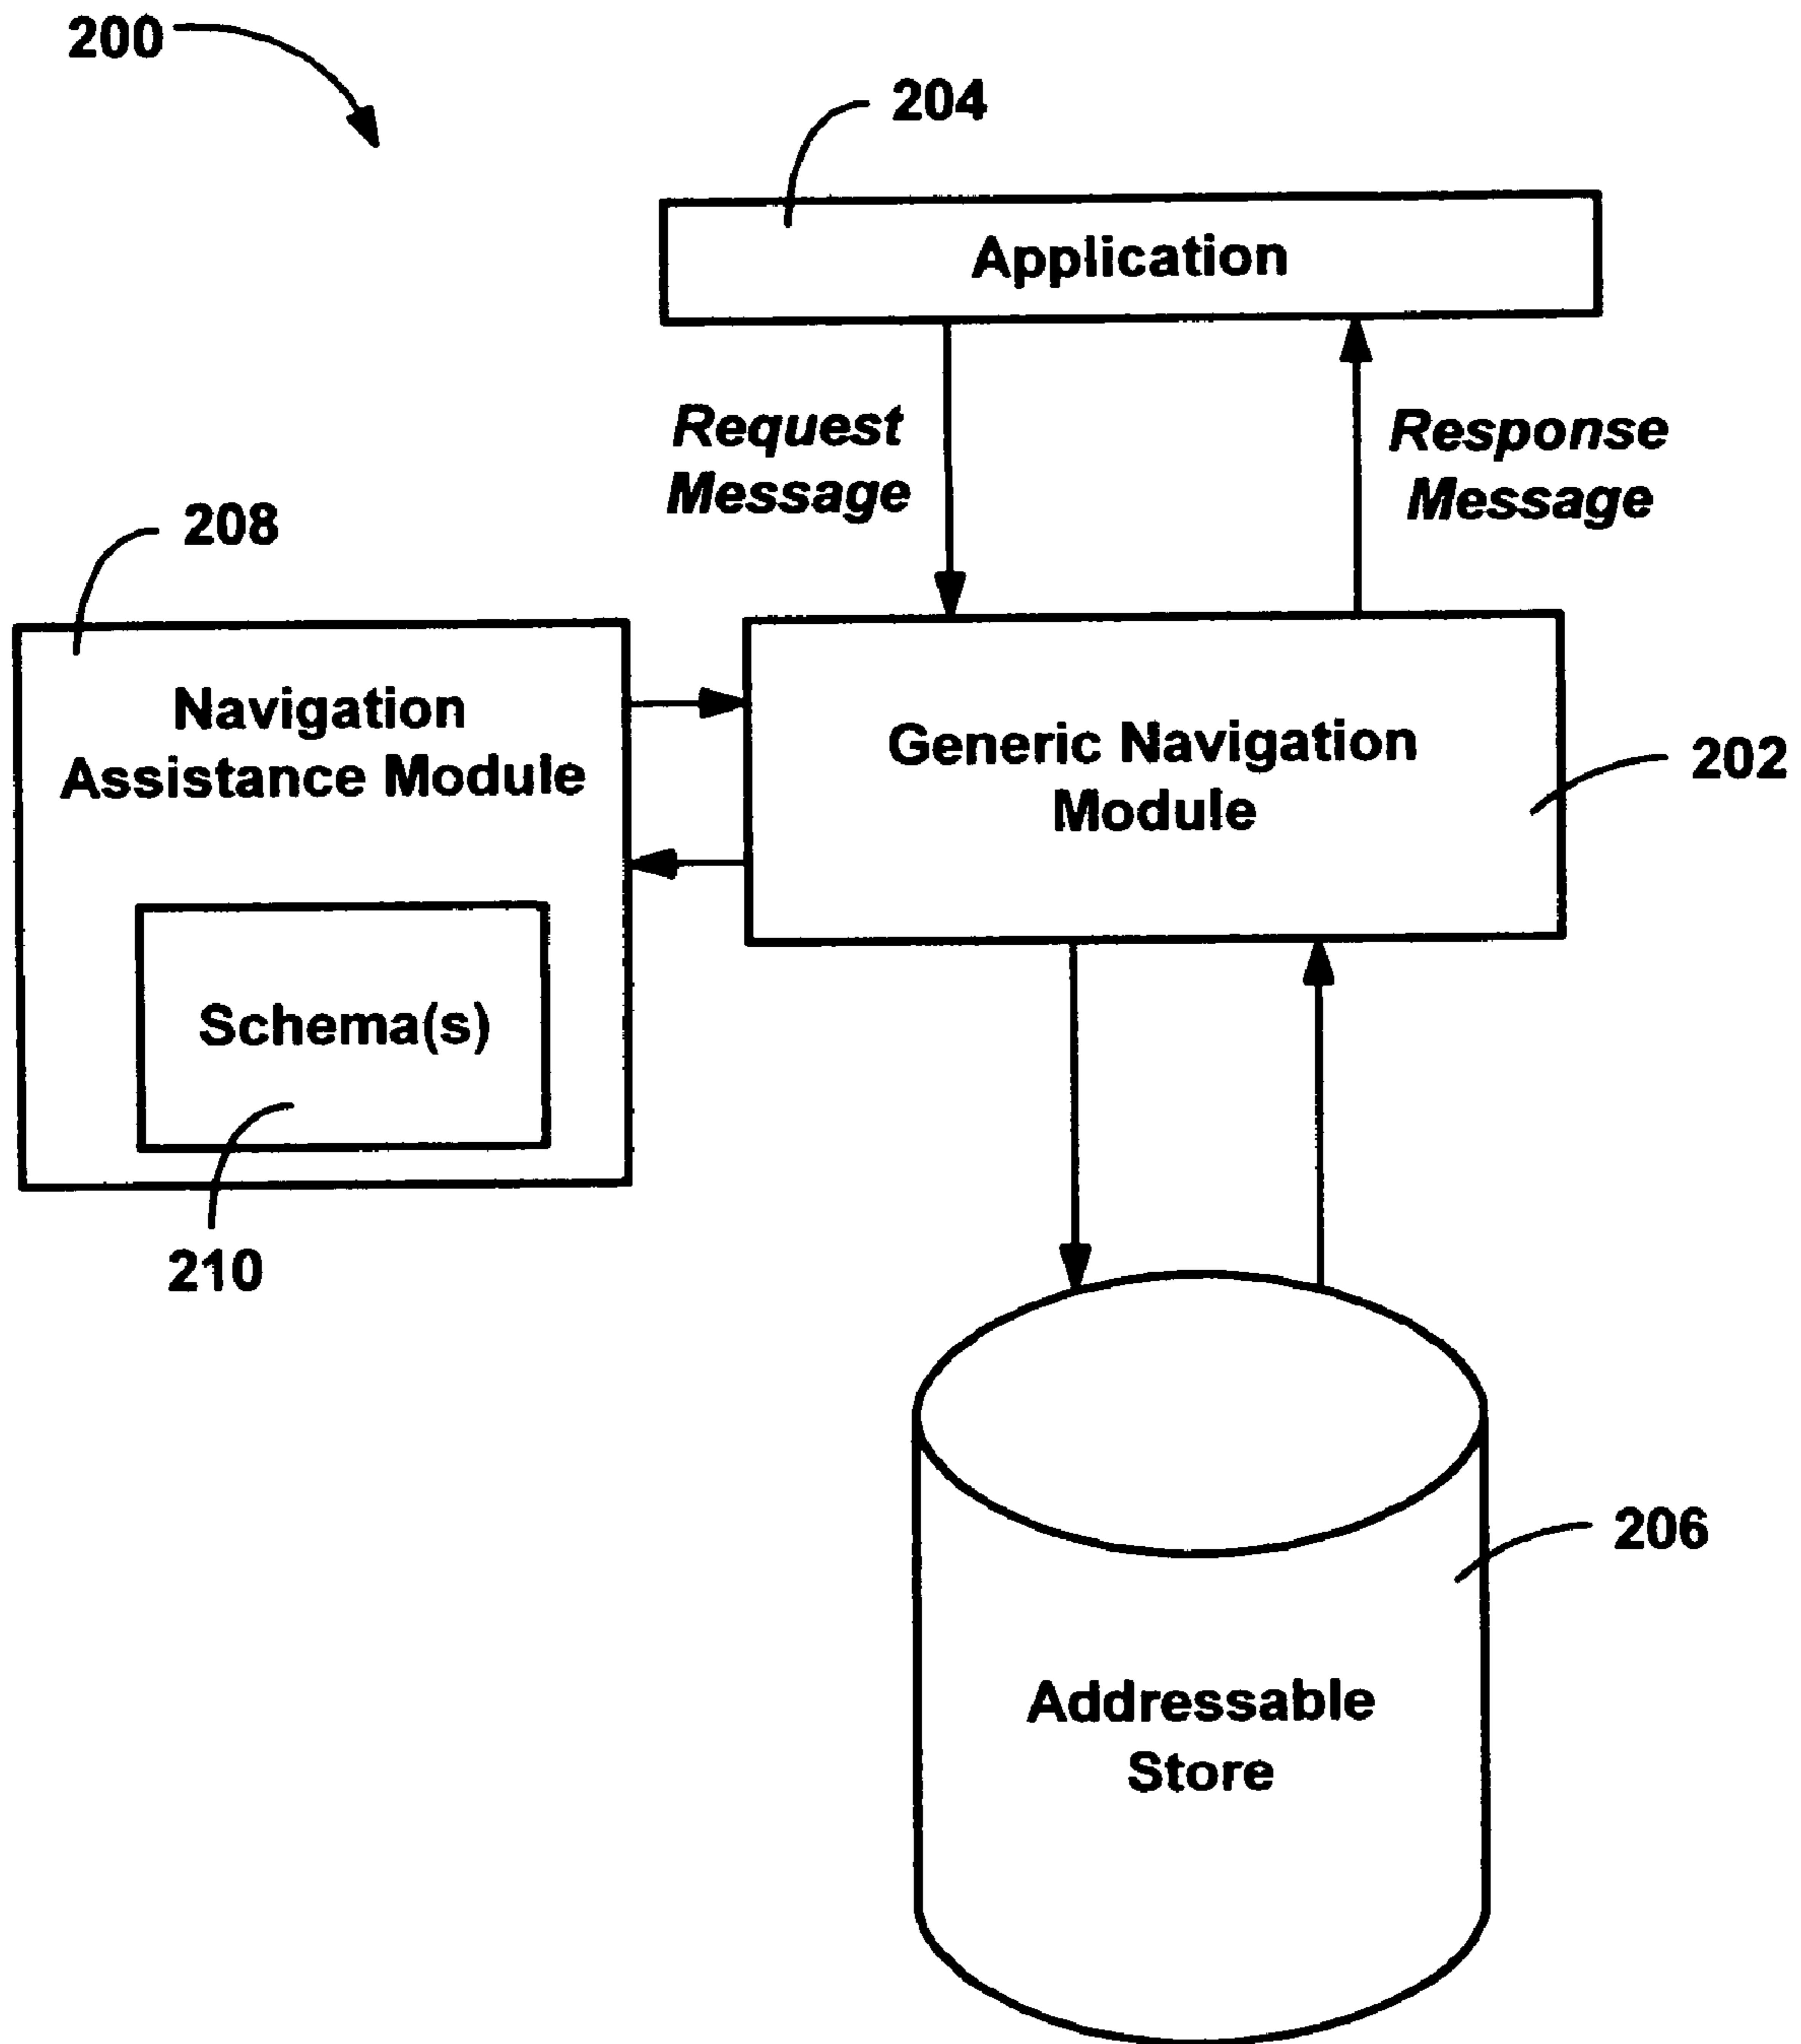 200
204
Application
Request
Message
Response
Message
208
Navigation
Assistance Module
Generic Navigation
Module
202
Schema(s)
210
206
Addressable
Store